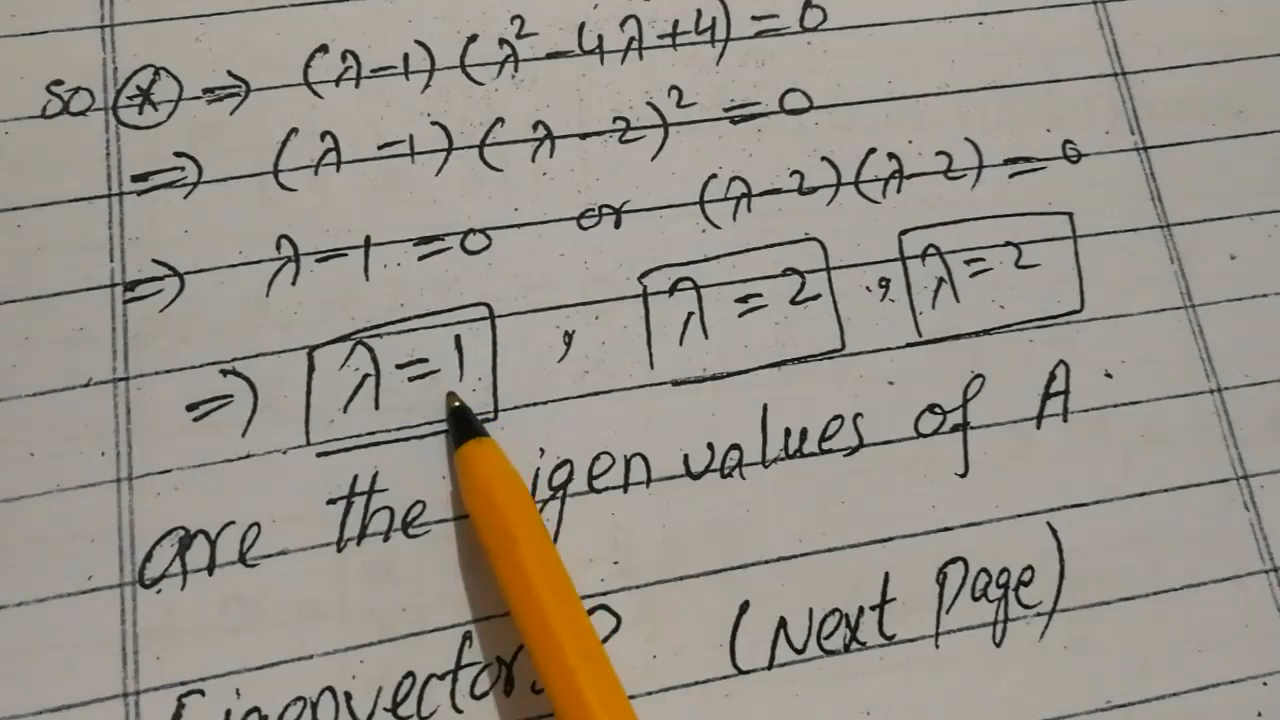 so ⊛ ⇒ (λ-1) (λ²-4λ+4) = 0
⇒ (λ-1) (λ-2)² = 0
⇒ λ-1 = 0 or (λ-2)(λ-2) = 0
⇒ λ=1 , λ=2 , λ=2
are the igen values of A.
(Next Page)